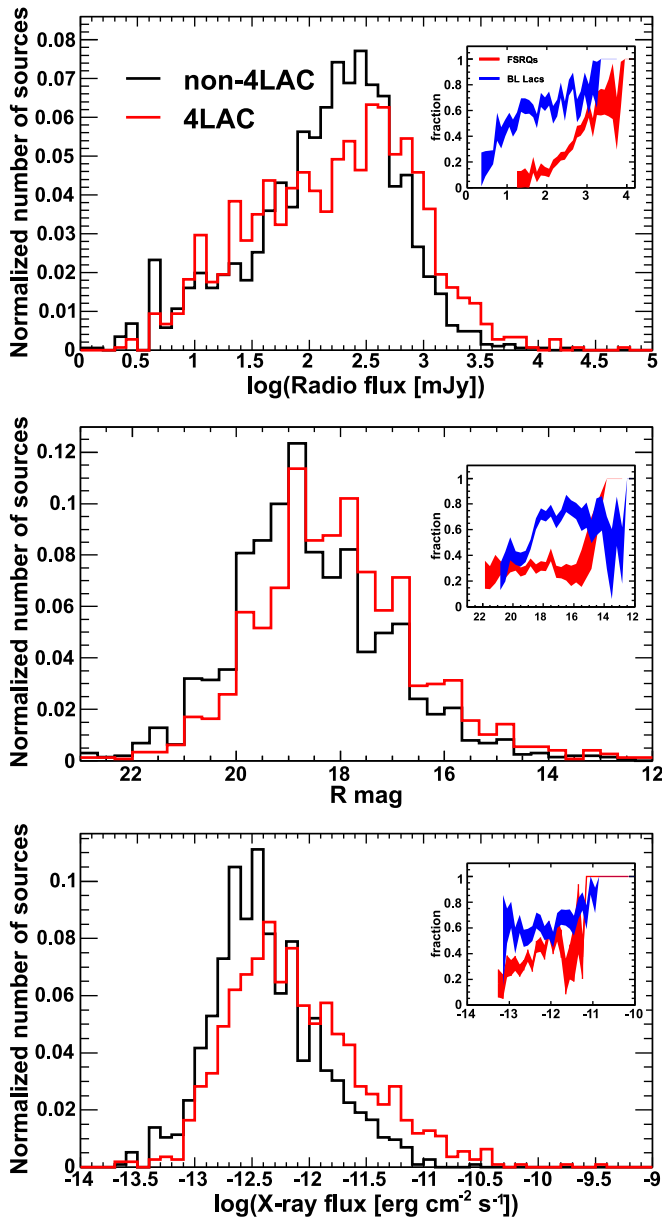 Normalized number of sources
0.08
0.07
0.06
0.05
0.04
0.03
0.02
0.01
0
non-4LAC
4LAC
fraction
1
0.8
0.6
0.4
0.2
0
FSRQs
BL Lacs
0 1 2 3 4
0 0.5 1 1.5 2 2.5 3 3.5 4 4.5 5
log(Radio flux [mJy])
Normalized number of sources
0.12
0.1
0.08
0.06
0.04
0.02
0
fraction
1
0.8
0.6
0.4
0.2
0
22 20 18 16 14 12
22 20 18 16 14 12
R mag
Normalized number of sources
0.1
0.08
0.06
0.04
0.02
0
fraction
1
0.8
0.6
0.4
0.2
0
-14 -13 -12 -11 -10
-14 -13.5 -13 -12.5 -12 -11.5 -11 -10.5 -10 -9.5 -9
log(X-ray flux [erg cm⁻² s⁻¹])